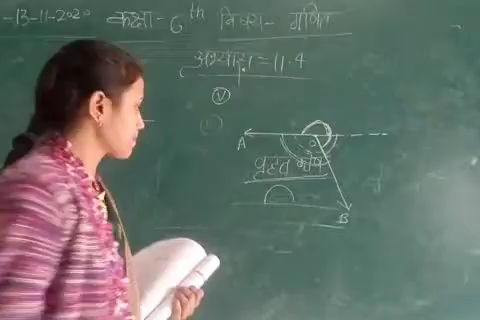 -13-11-2020 कक्षा- 6th विषय- गणित
अभ्यास = 11.4
(v)
A O
वृहत कोण
B